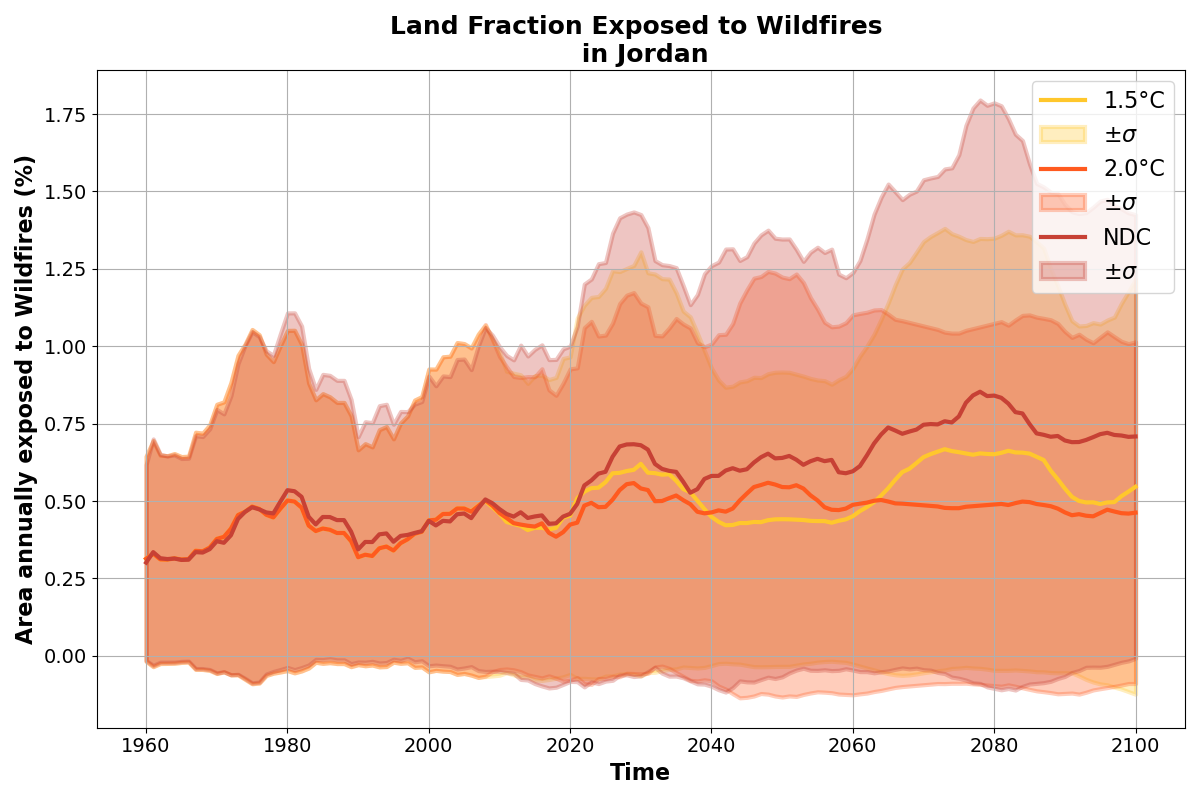 Land Fraction Exposed to Wildfires
in Jordan
Area annually exposed to Wildfires (%)
1.75
1.50
1.25
1.00
0.75
0.50
0.25
0.00
1960
1980
2000
2020
2040
2060
2080
2100
Time
1.5°C
±σ
2.0°C
±σ
NDC
±σ